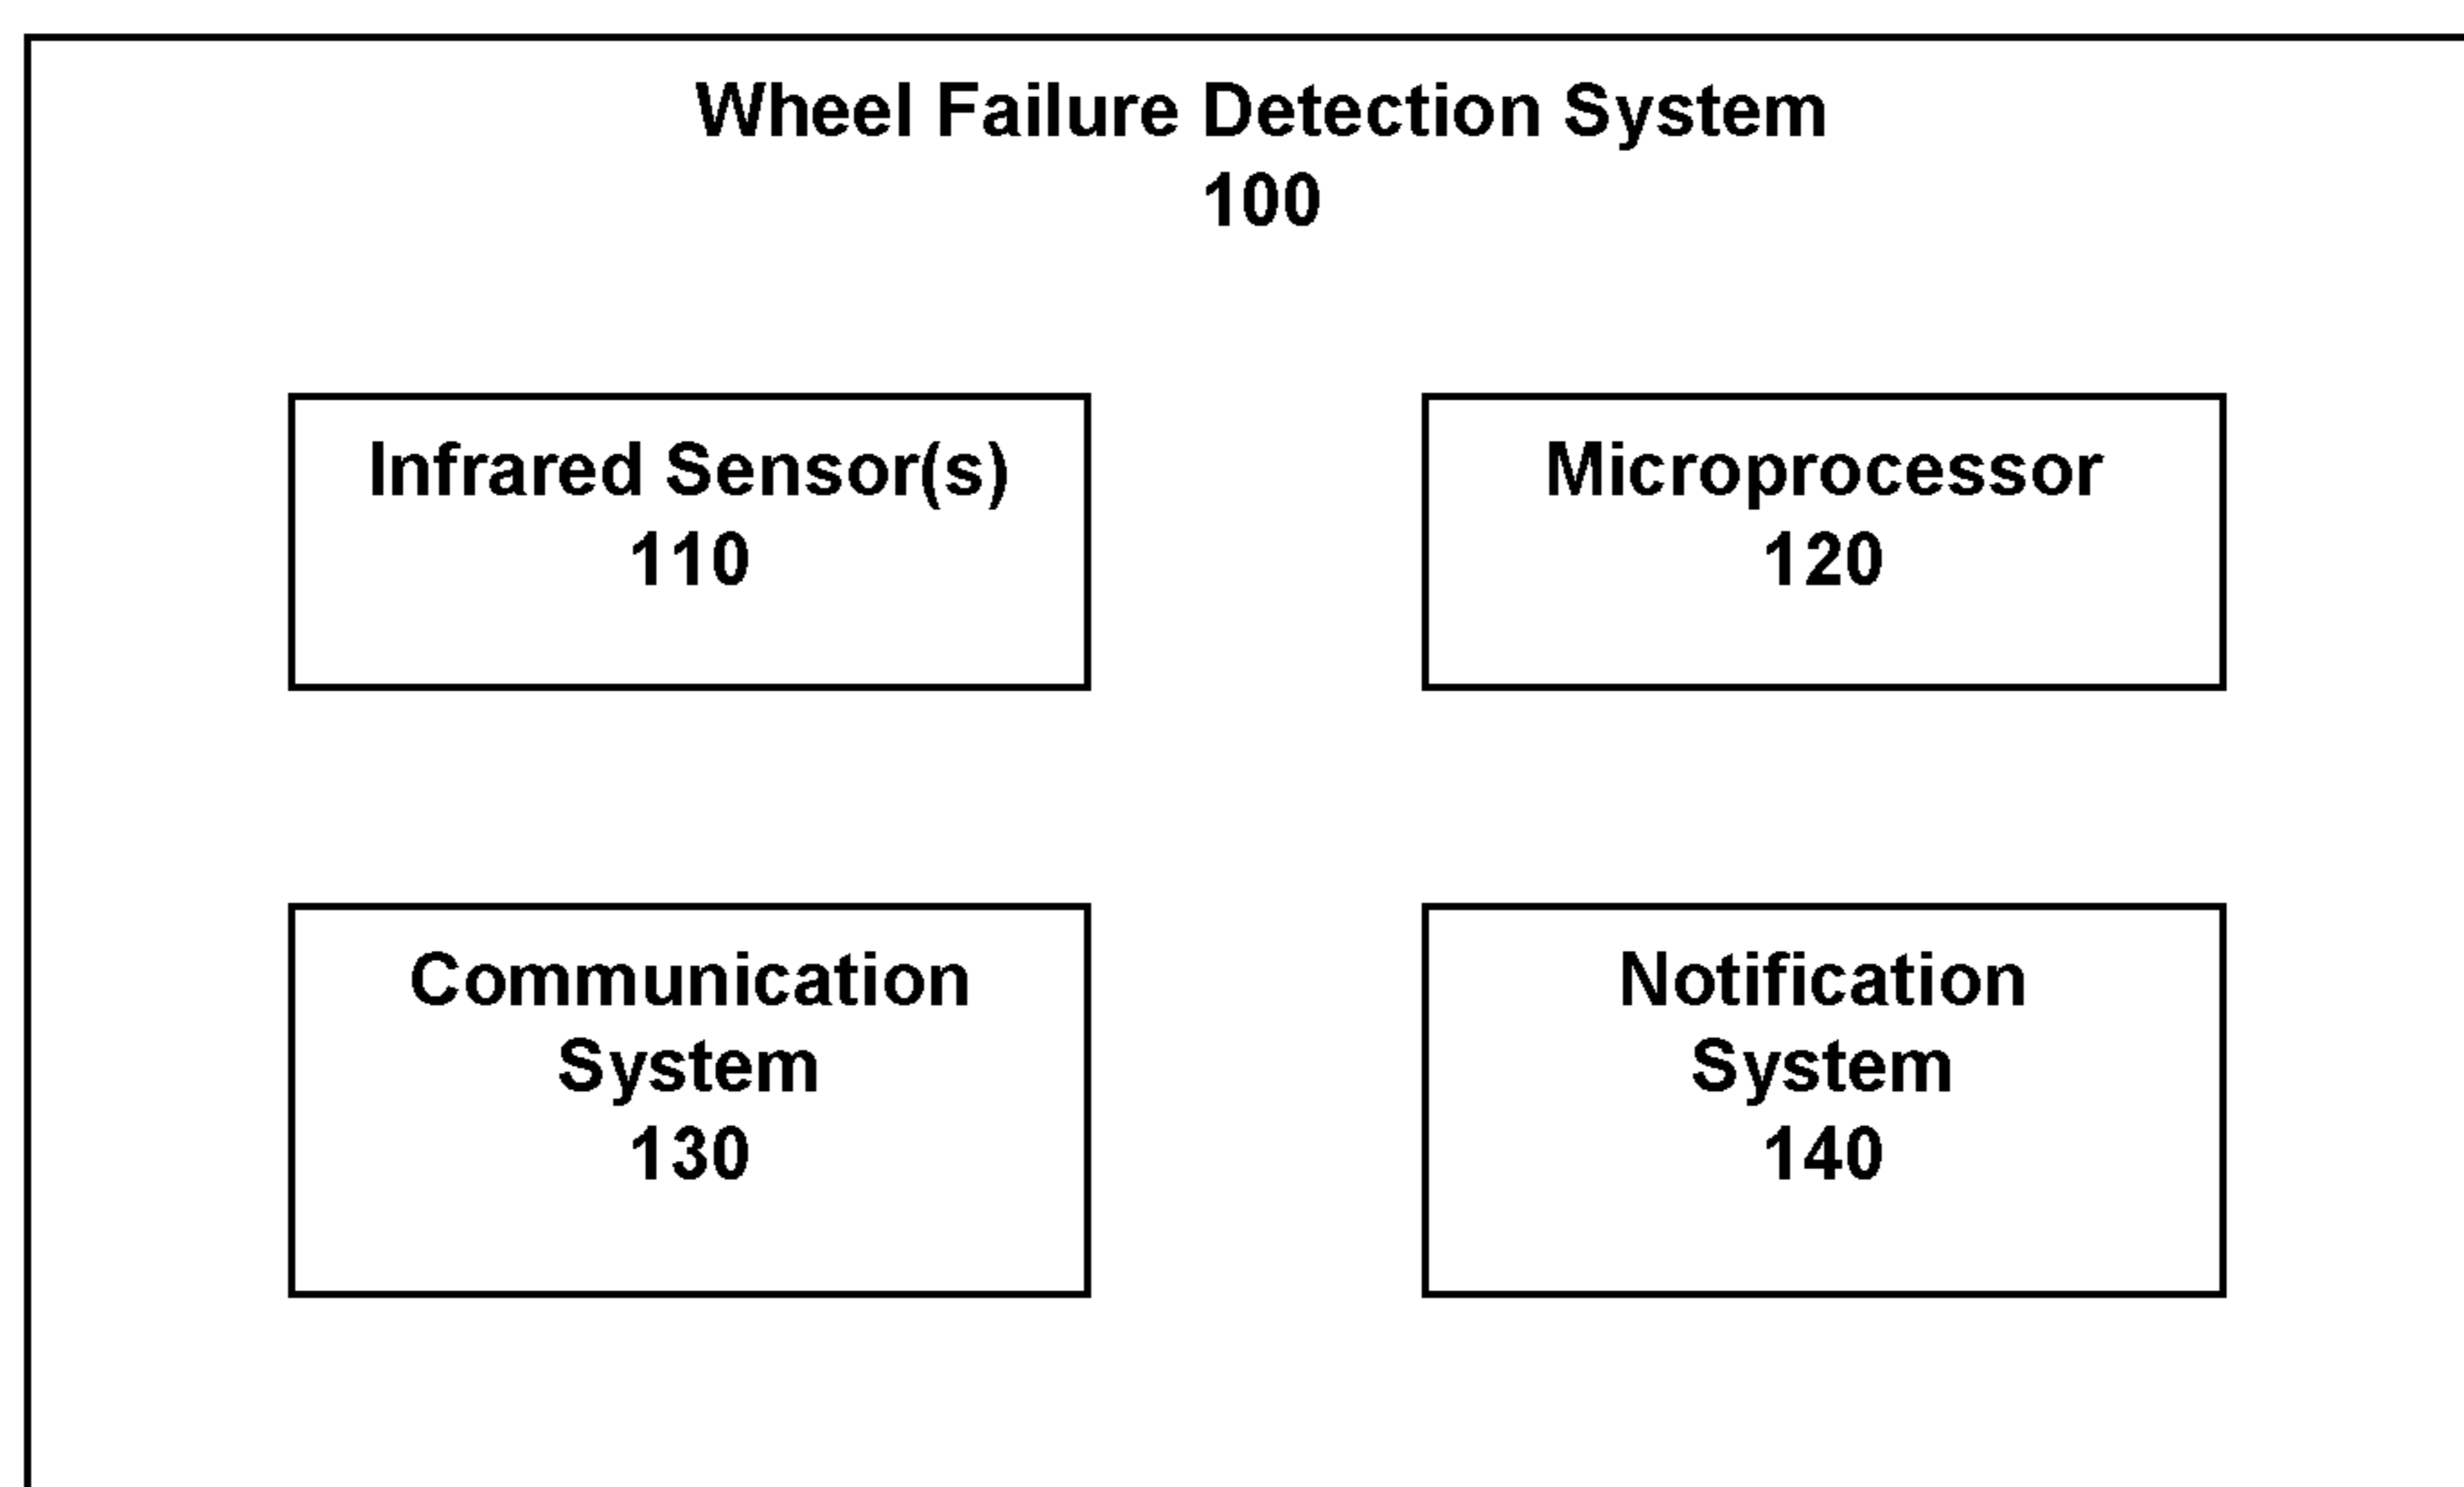 Wheel Failure Detection System
100
Infrared Sensor(s)
110
Microprocessor
120
Communication
System
130
Notification
System
140